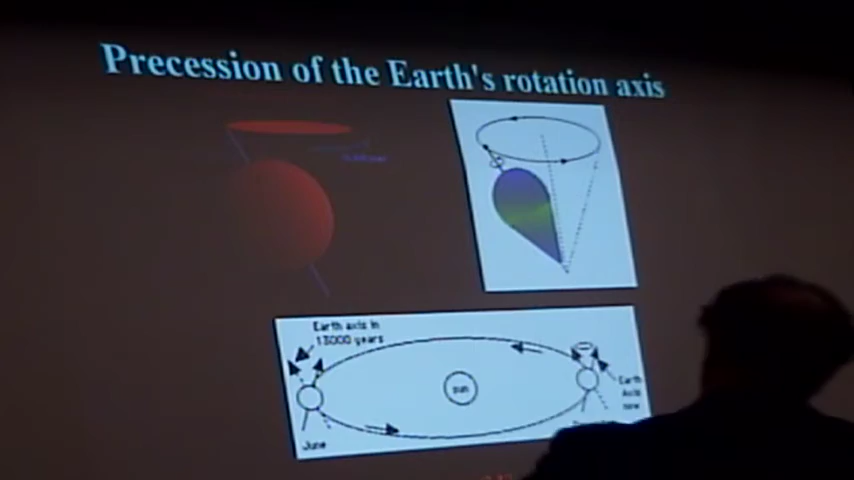 Precession of the Earth's rotation axis
Earth axis in
13000 years
sun
Earth
Axis
now
June